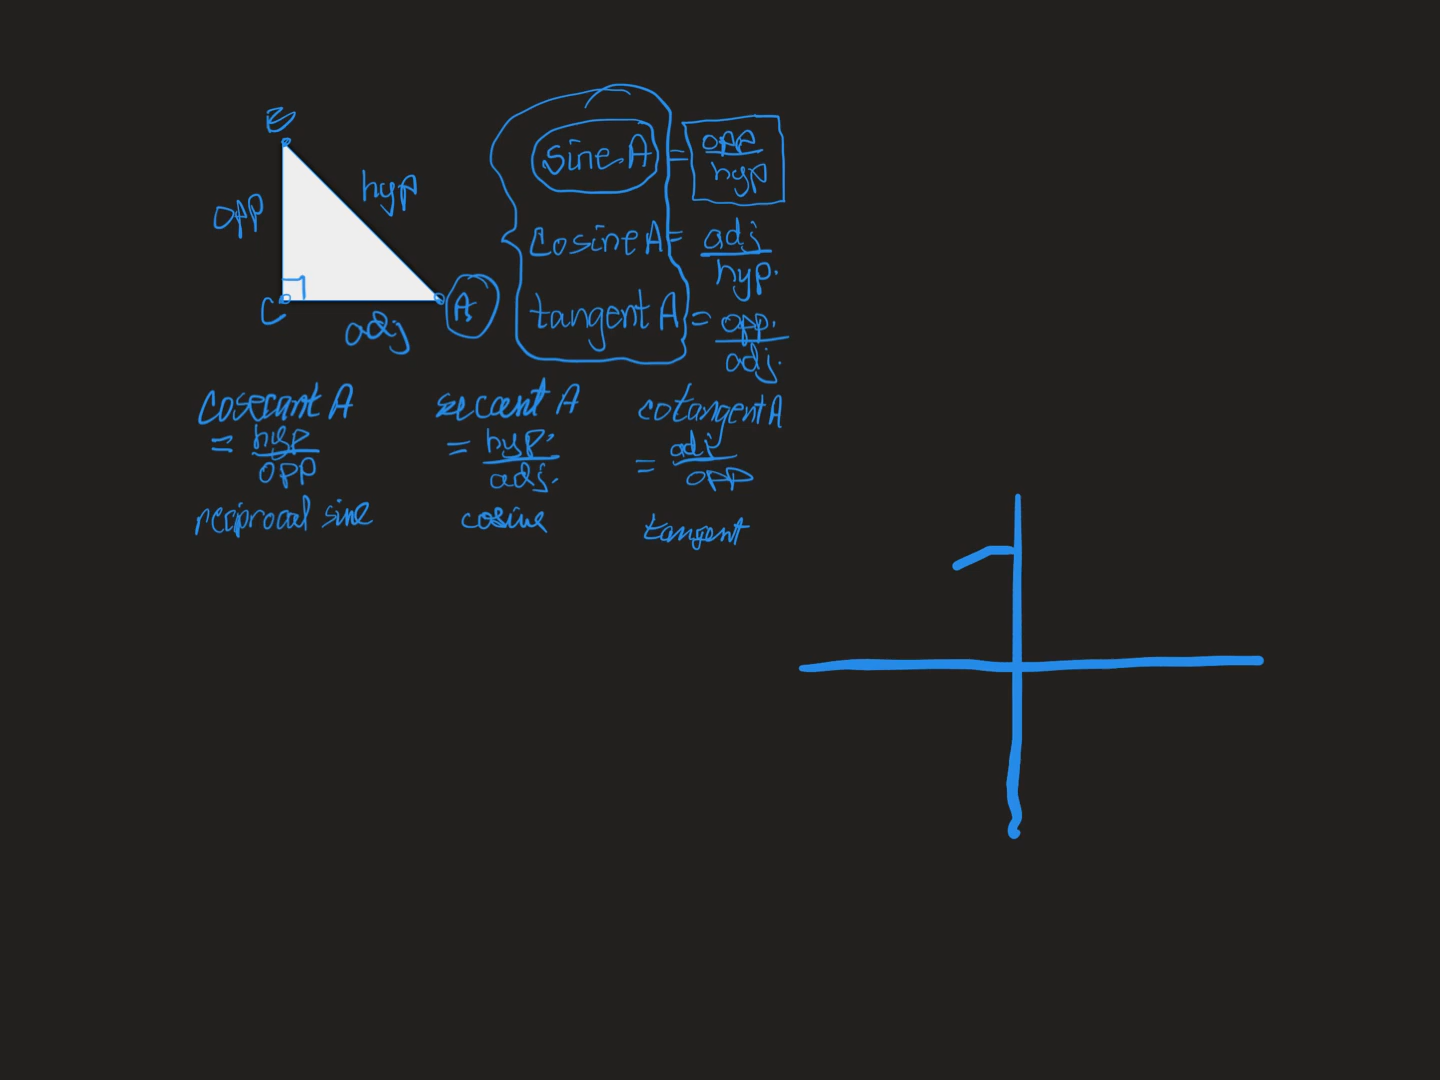 B
opp
hyp
C
adj
A
sine A = opp/hyp
cosine A = adj/hyp.
tangent A = opp./adj.
cosecant A
= hyp/opp
reciprocal sine
secant A
= hyp./adj.
cosine
cotangent A
= adj/opp
tangent